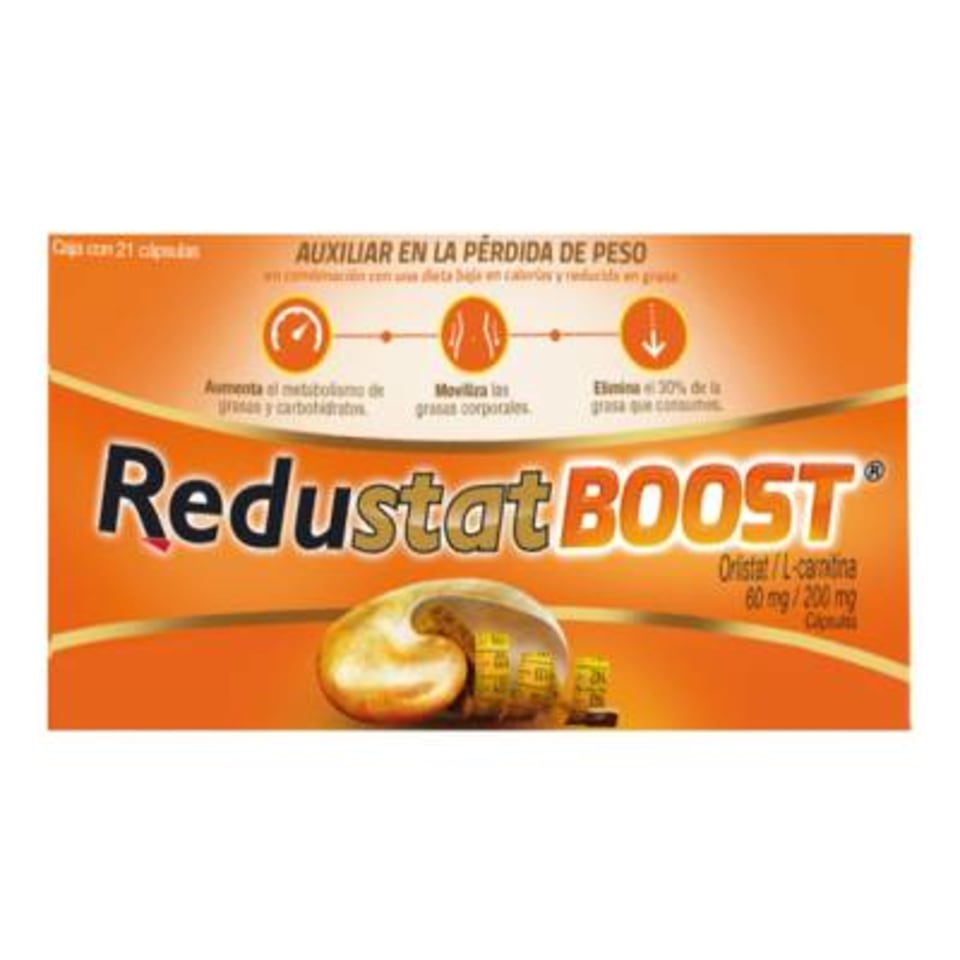 Caja con 21 cápsulas
AUXILIAR EN LA PÉRDIDA DE PESO
en combinación con una dieta baja en calorías y reducida en grasa
Aumenta el metabolismo de
grasas y carbohidratos.
Moviliza las
grasas corporales.
Elimina el 30% de la
grasa que consumes.
Redustat BOOST®
Orlistat / L-carnitina
60 mg / 200 mg
Cápsulas